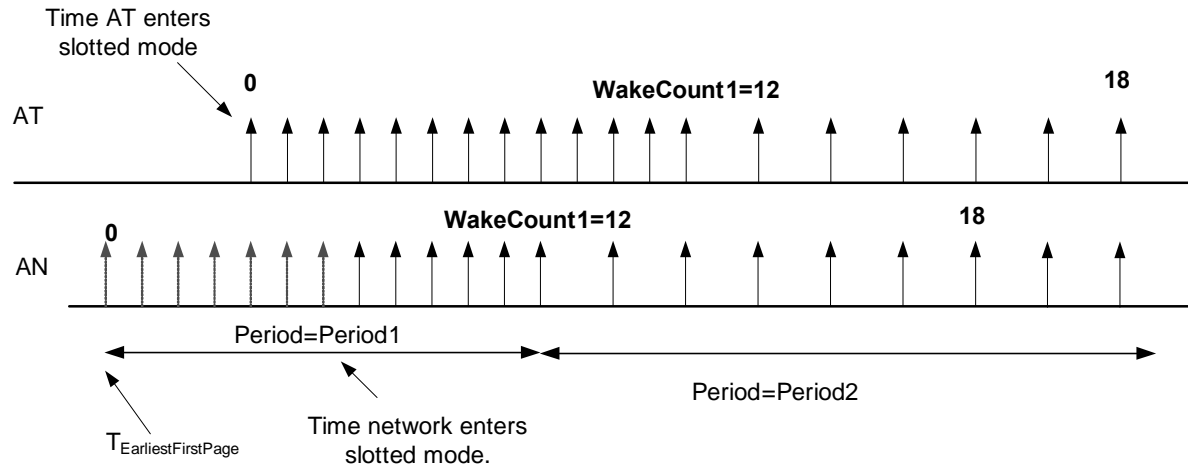 Time AT enters
slotted mode
0
WakeCount1=12
18
AT
0
WakeCount1=12
18
AN
Period=Period1
Period=Period2
TEarliestFirstPage
Time network enters
slotted mode.